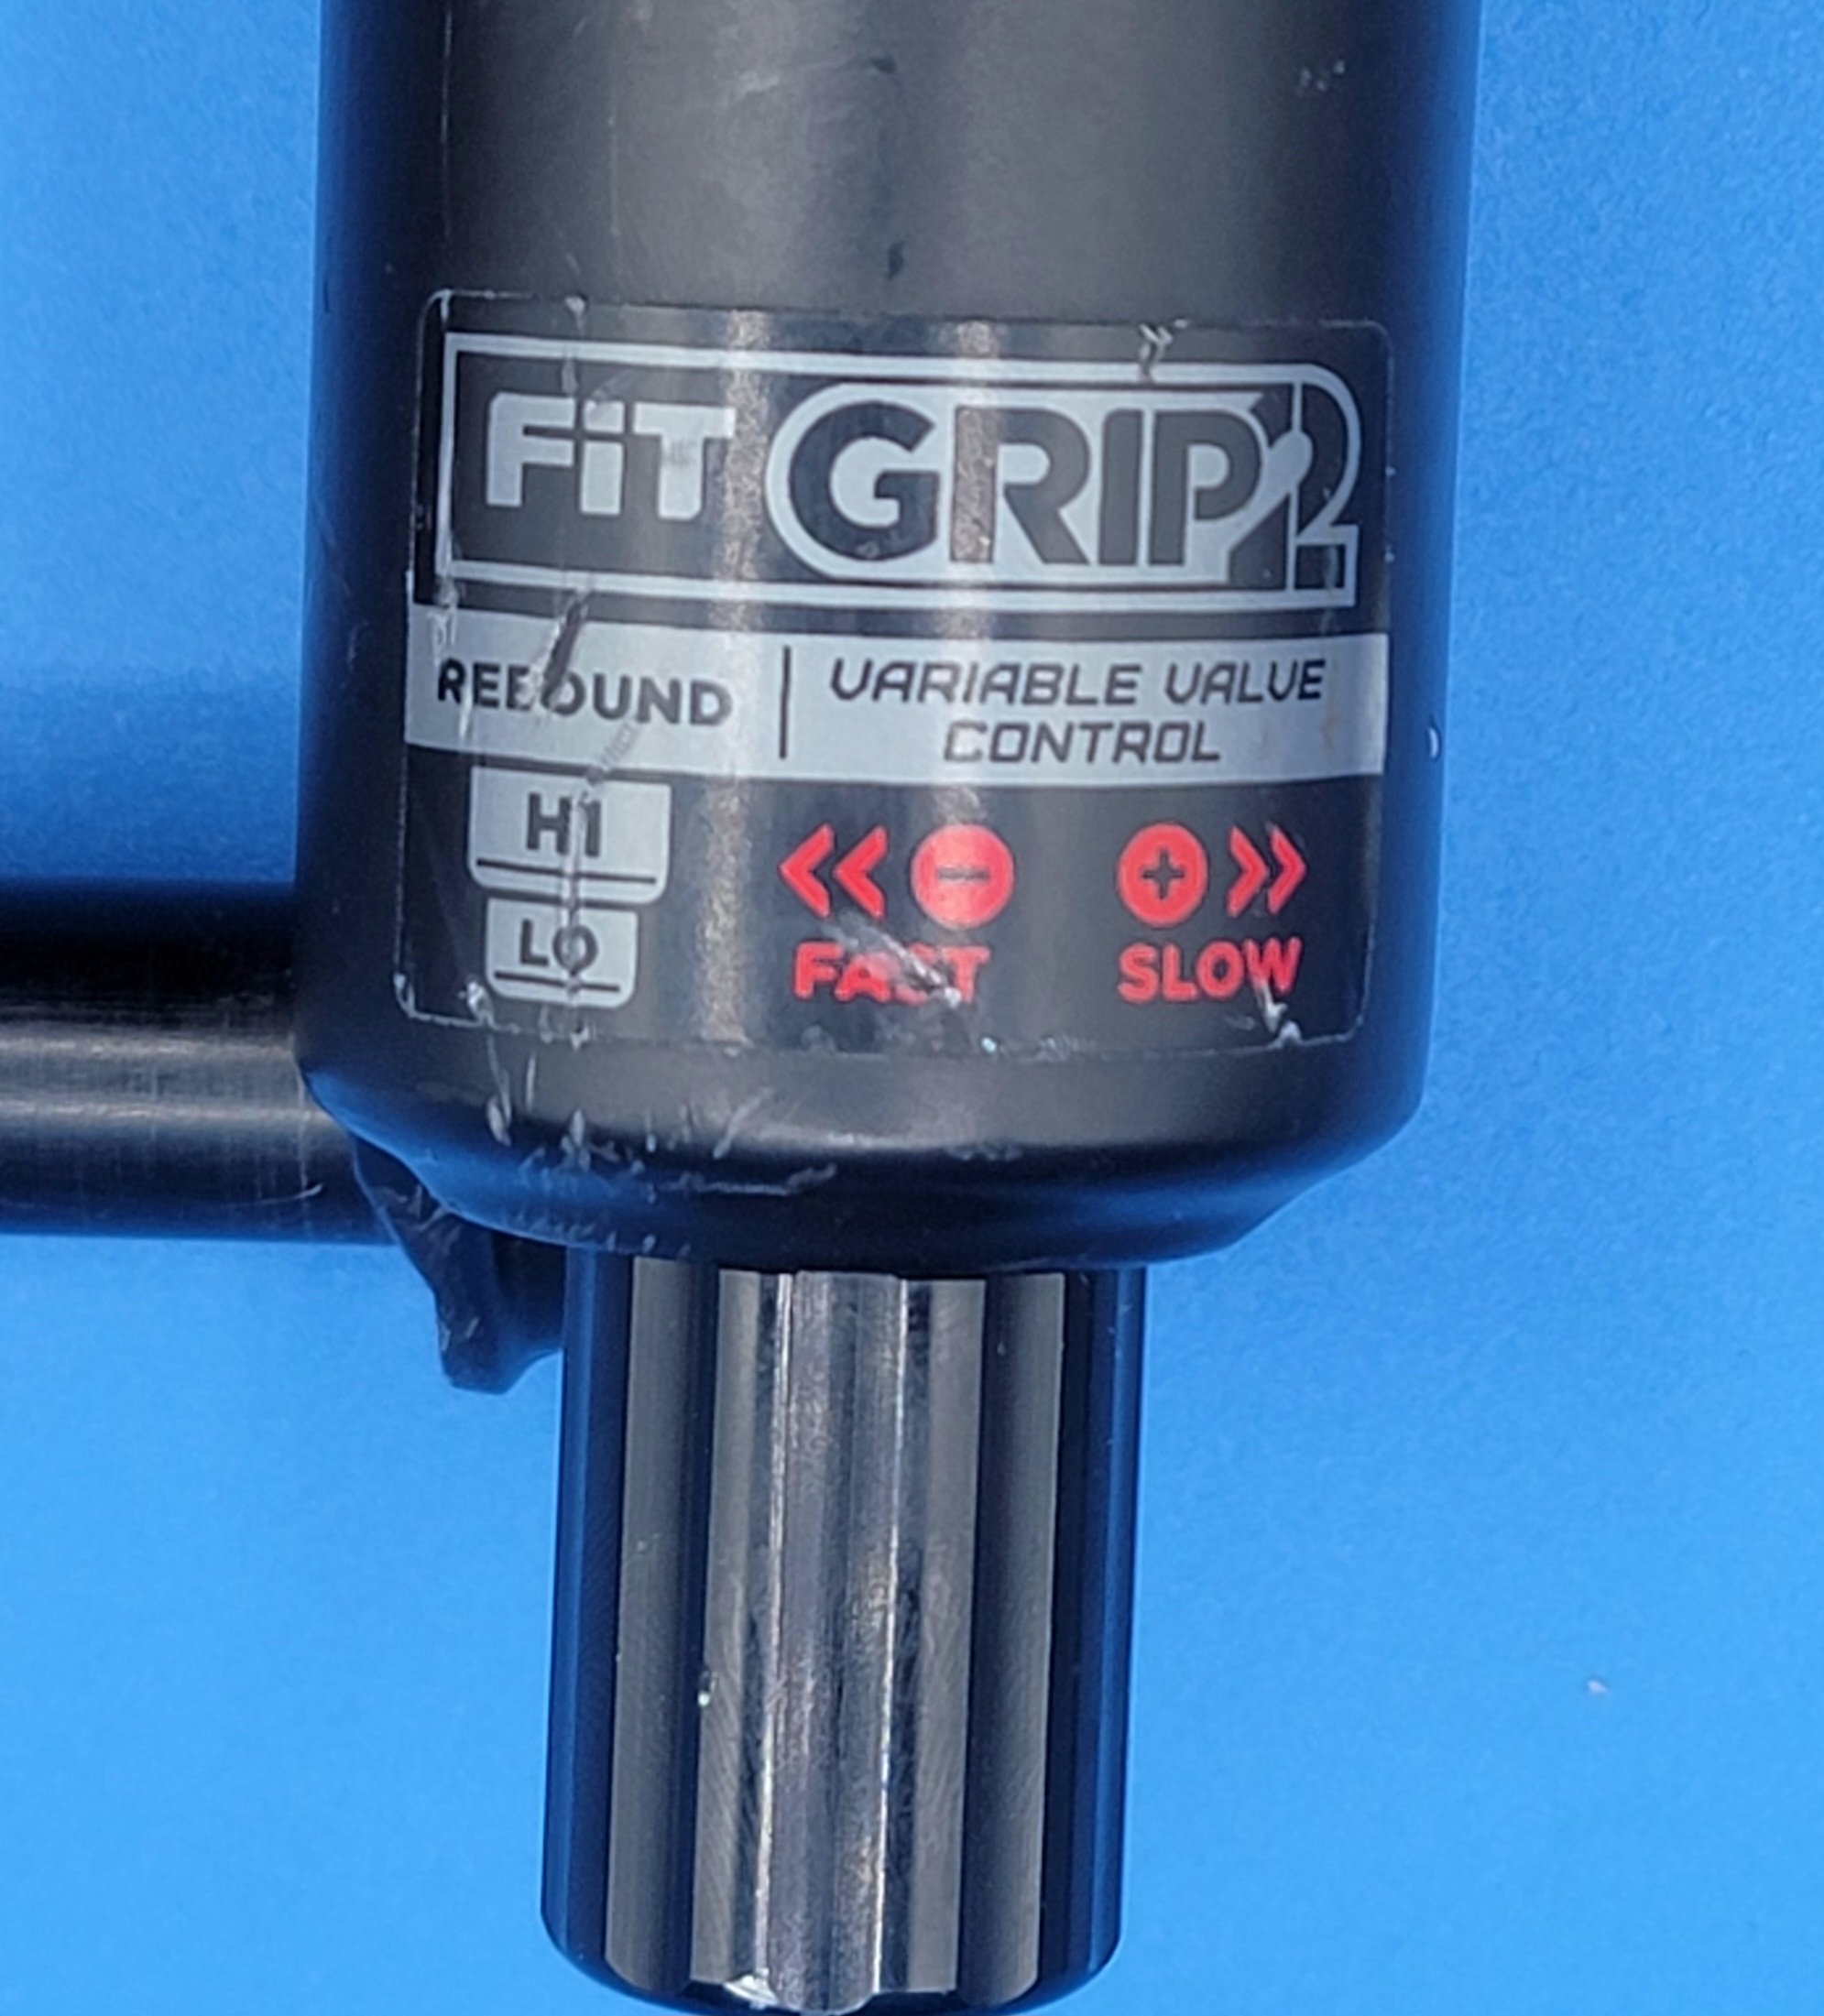 FiT GRIP2
REBOUND | VARIABLE VALVE
CONTROL
HI
LO
<< - + >>
FAST SLOW